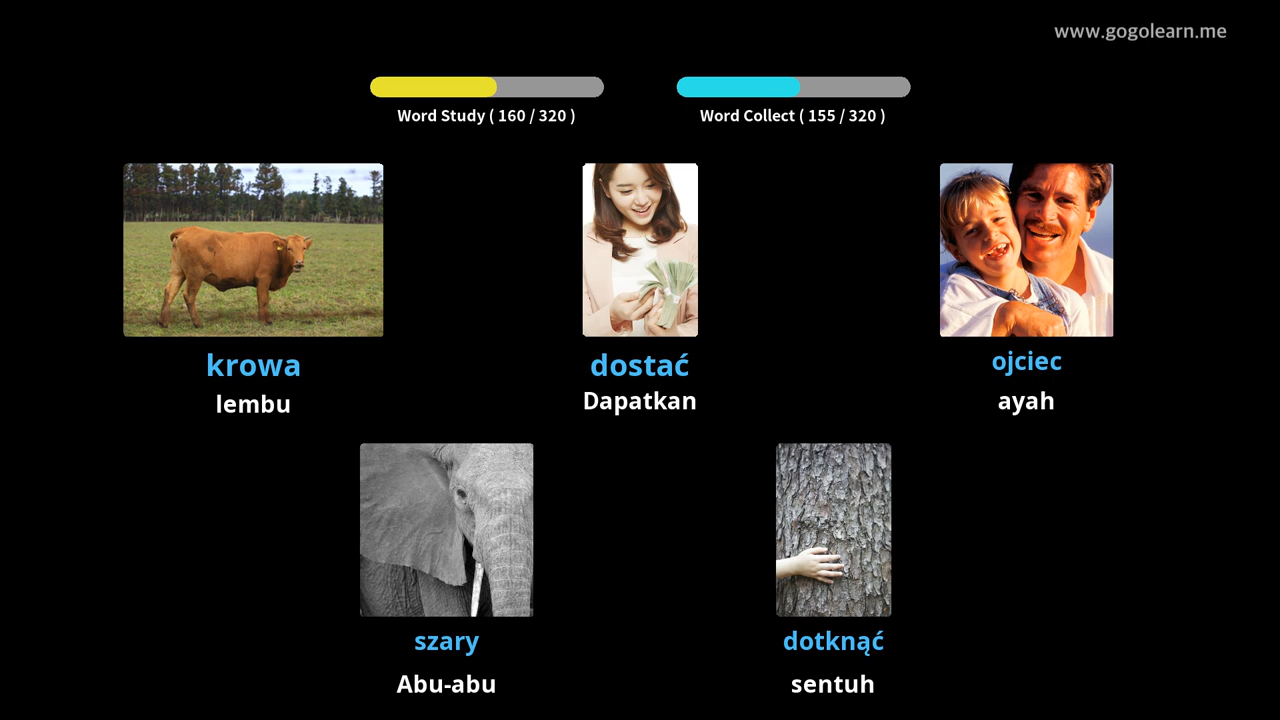 www.gogolearn.me
Word Study ( 160 / 320 )
Word Collect ( 155 / 320 )
krowa
lembu
dostać
Dapatkan
ojciec
ayah
szary
Abu-abu
dotknąć
sentuh